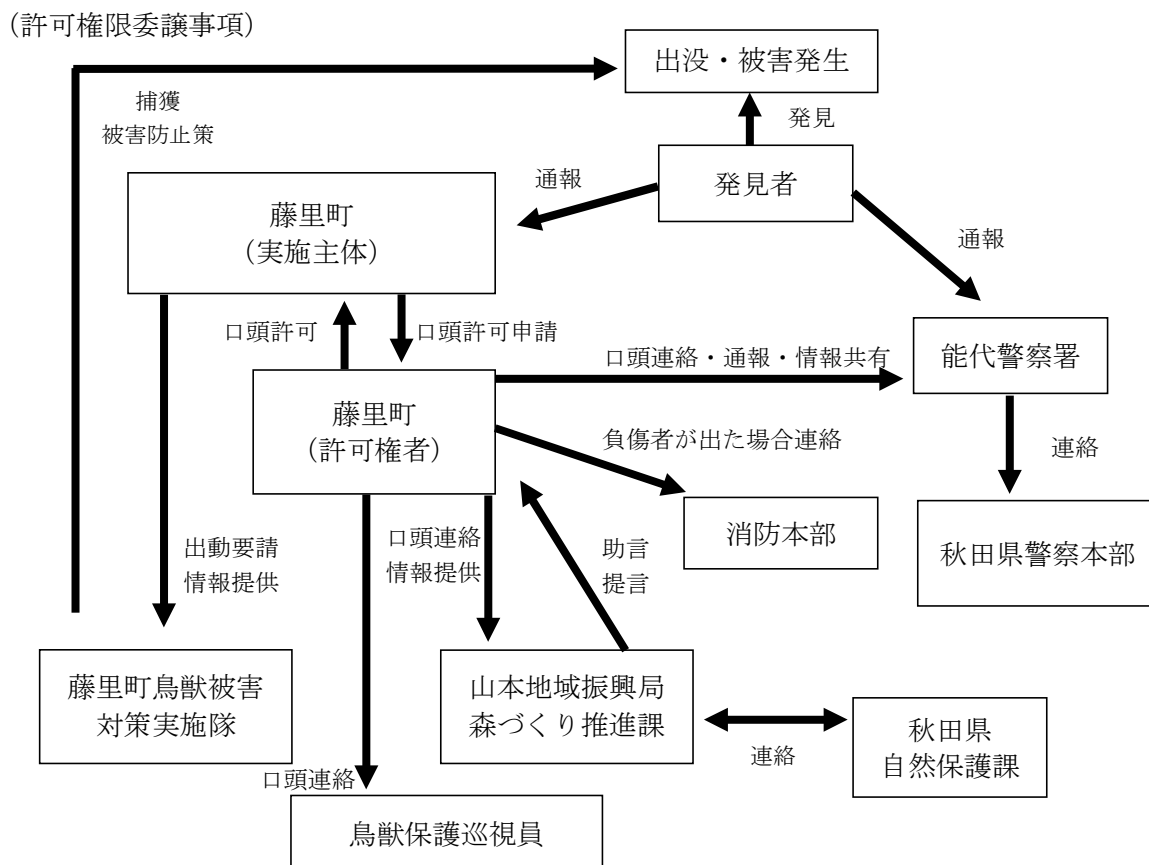 （許可権限委譲事項）
出没・被害発生
捕獲
被害防止策
発見
発見者
通報
藤里町
（実施主体）
通報
口頭許可
口頭許可申請
能代警察署
口頭連絡・通報・情報共有
藤里町
（許可権者）
負傷者が出た場合連絡
連絡
消防本部
秋田県警察本部
出動要請
情報提供
口頭連絡
情報提供
助言
提言
藤里町鳥獣被害
対策実施隊
山本地域振興局
森づくり推進課
連絡
秋田県
自然保護課
口頭連絡
鳥獣保護巡視員